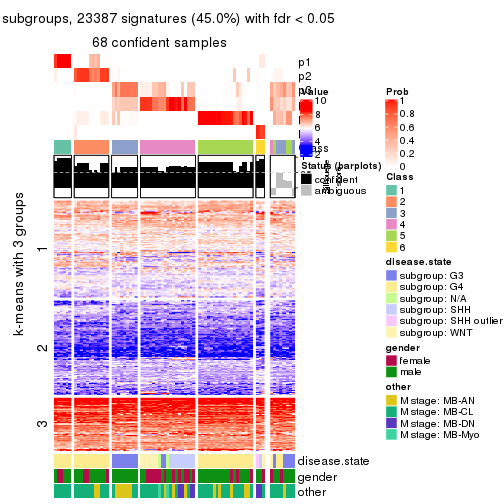 subgroups, 23387 signatures (45.0%) with fdr < 0.05
68 confident samples
p1
p2
Value
10
8
6
4
2
Prob
1
0.8
0.6
0.4
0.2
0
Status (barplots)
confident
ambiguous
Class
1
2
3
4
5
6
k-means with 3 groups
1
2
3
disease.state
subgroup: G3
subgroup: G4
subgroup: N/A
subgroup: SHH
subgroup: SHH outlier
subgroup: WNT
gender
female
male
other
M stage: MB-AN
M stage: MB-CL
M stage: MB-DN
M stage: MB-Myo
disease.state
gender
other